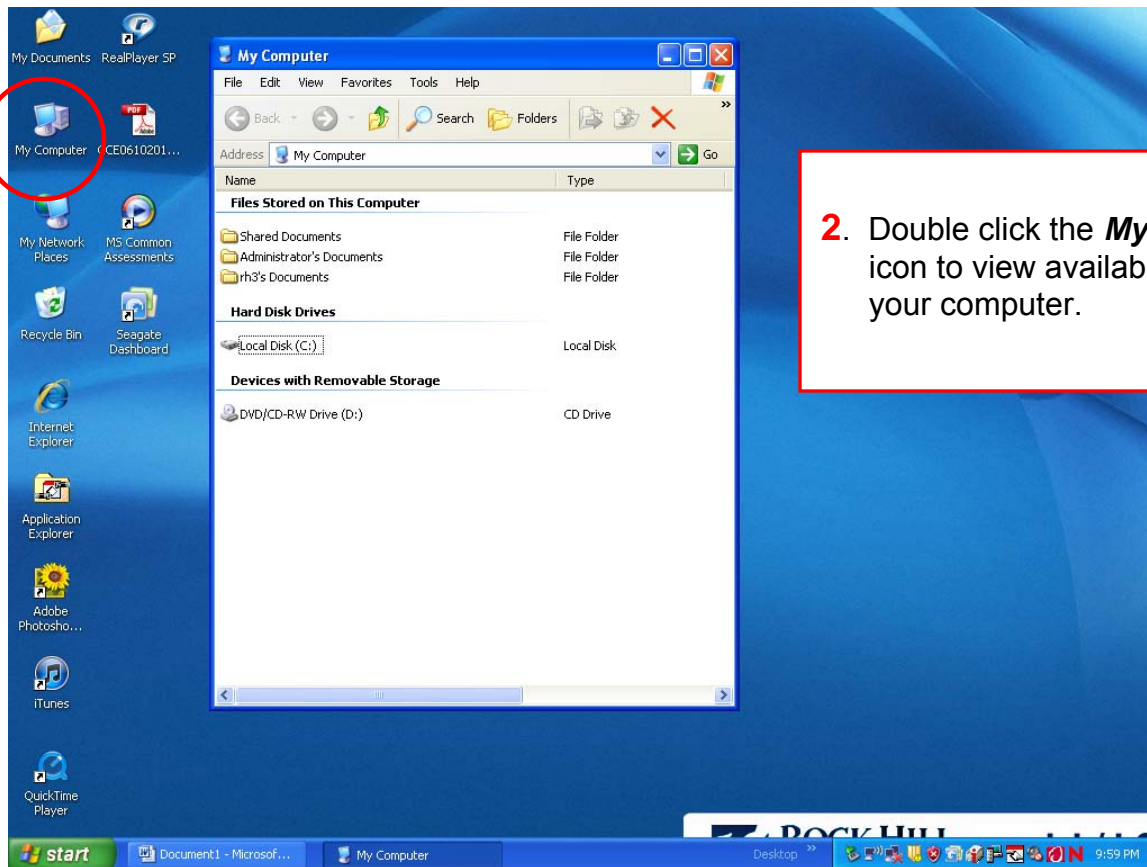 My Documents
RealPlayer SP
My Computer
CCE0610201...
My Network
Places
MS Common
Assessments
Recycle Bin
Seagate
Dashboard
Internet
Explorer
Application
Explorer
Adobe
Photosho...
iTunes
QuickTime
Player
My Computer
File Edit View Favorites Tools Help
Back Search Folders
Address My Computer Go
Name Type
Files Stored on This Computer
Shared Documents File Folder
Administrator's Documents File Folder
rh3's Documents File Folder
Hard Disk Drives
Local Disk (C:) Local Disk
Devices with Removable Storage
DVD/CD-RW Drive (D:) CD Drive
2. Double click the My
icon to view availab
your computer.
ROCK HILL
start Document1 - Microsof... My Computer Desktop 9:59 PM